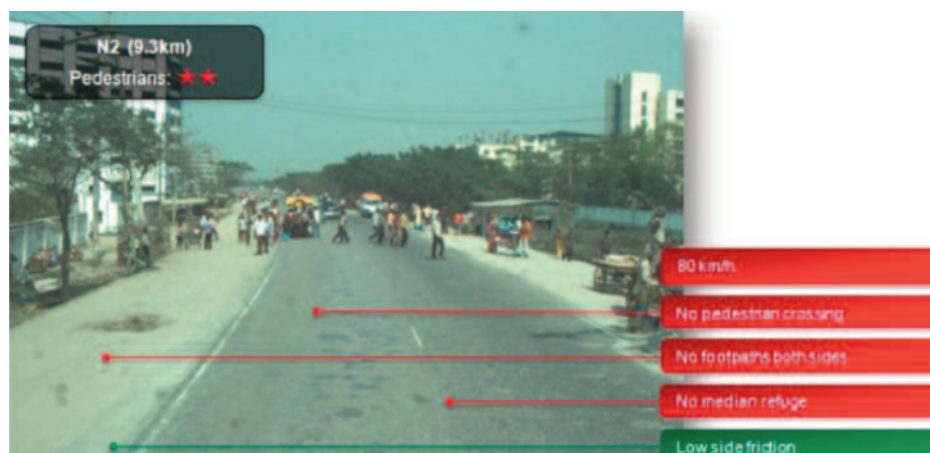 N2 (9.3km)
Pedestrians: ★★
80 km/h.
No pedestrian crossing
No footpaths both sides
No median refuge
Low side friction